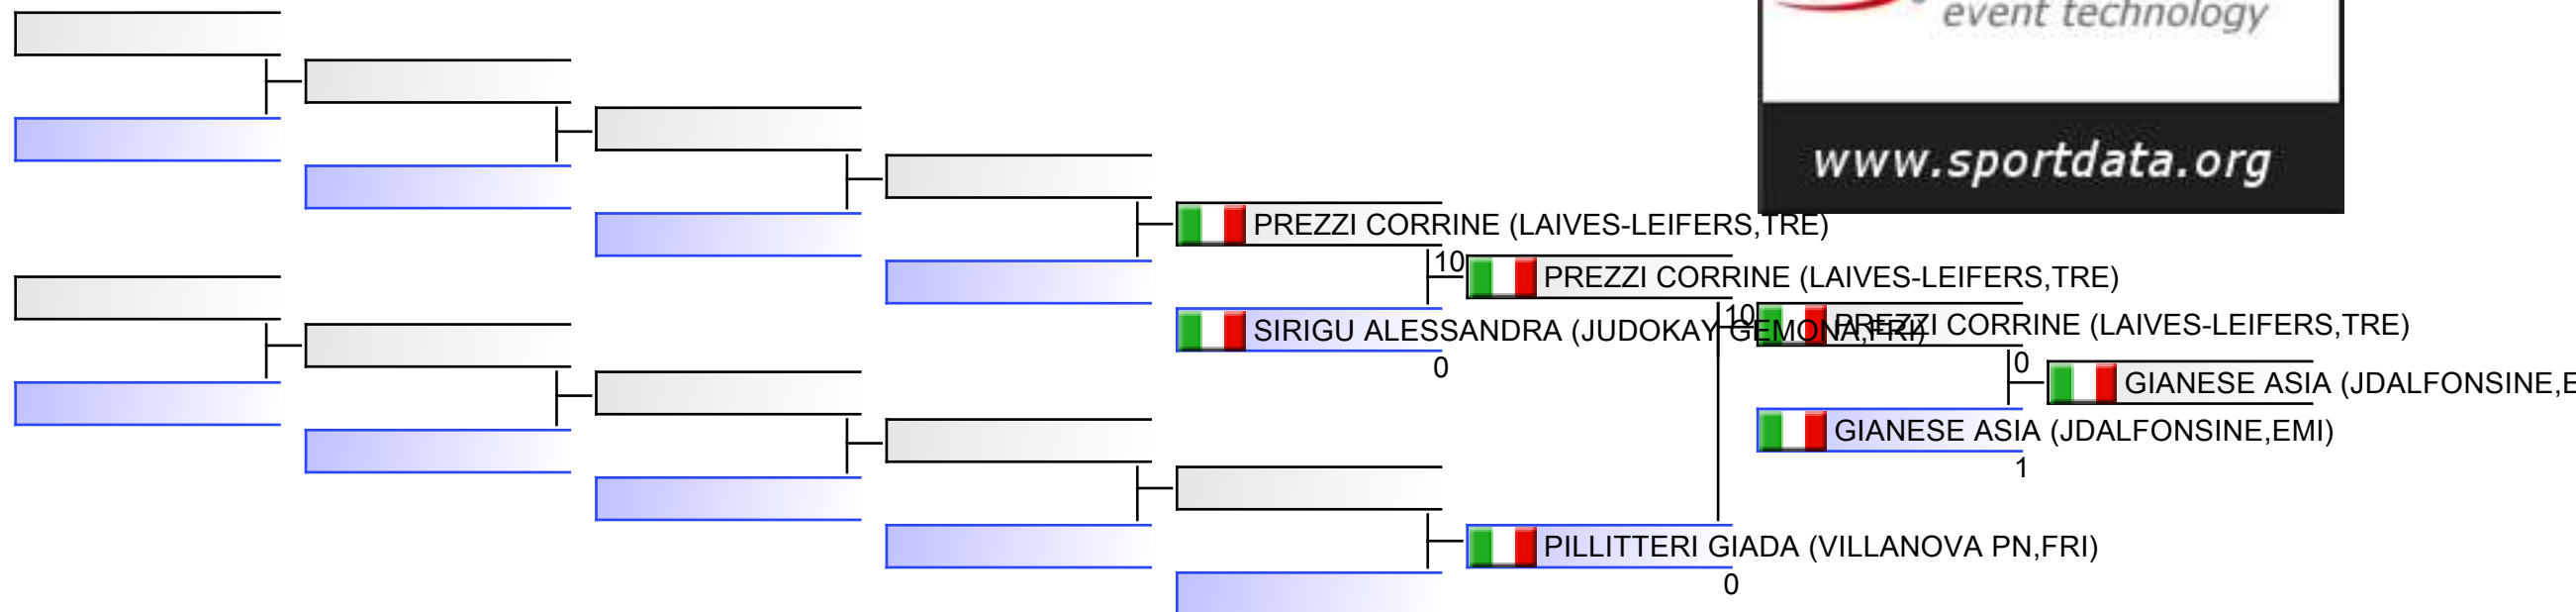 event technology
www.sportdata.org
PREZZI CORRINE (LAIVES-LEIFERS,TRE)
10
PREZZI CORRINE (LAIVES-LEIFERS,TRE)
10
PREZZI CORRINE (LAIVES-LEIFERS,TRE)
SIRIGU ALESSANDRA (JUDOKAY GEMONA,FRI)
0
0
GIANESE ASIA (JDALFONSINE,E
GIANESE ASIA (JDALFONSINE,EMI)
1
PILLITTERI GIADA (VILLANOVA PN,FRI)
0